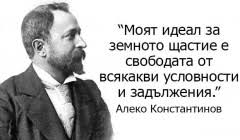 “Моят идеал за
земното щастие е
свободата от
всякакви условности
и задължения.”
Алеко Константинов